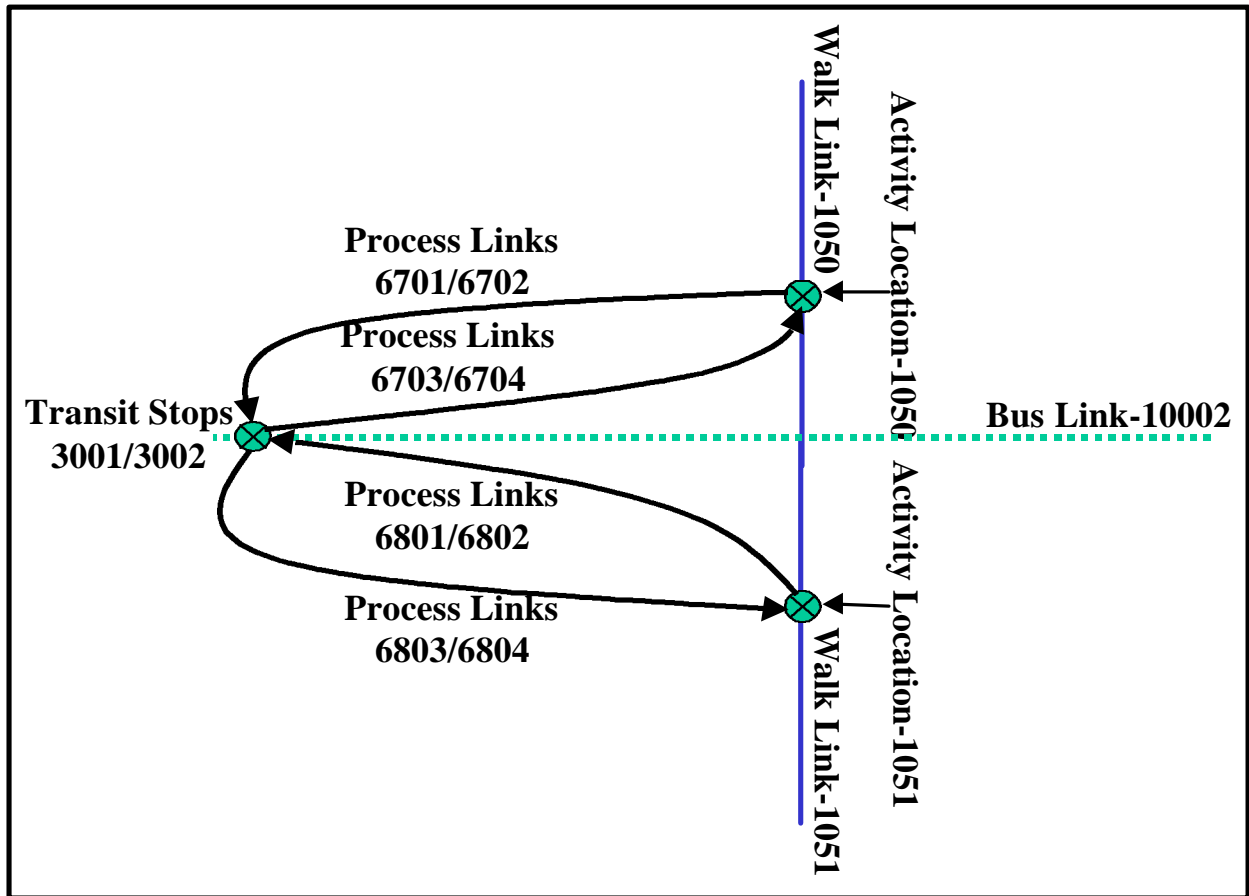 Walk Link-1050
Activity Location-1050
Process Links
6701/6702
Process Links
6703/6704
Transit Stops
3001/3002
Bus Link-10002
Process Links
6801/6802
Activity Location-1051
Process Links
6803/6804
Walk Link-1051